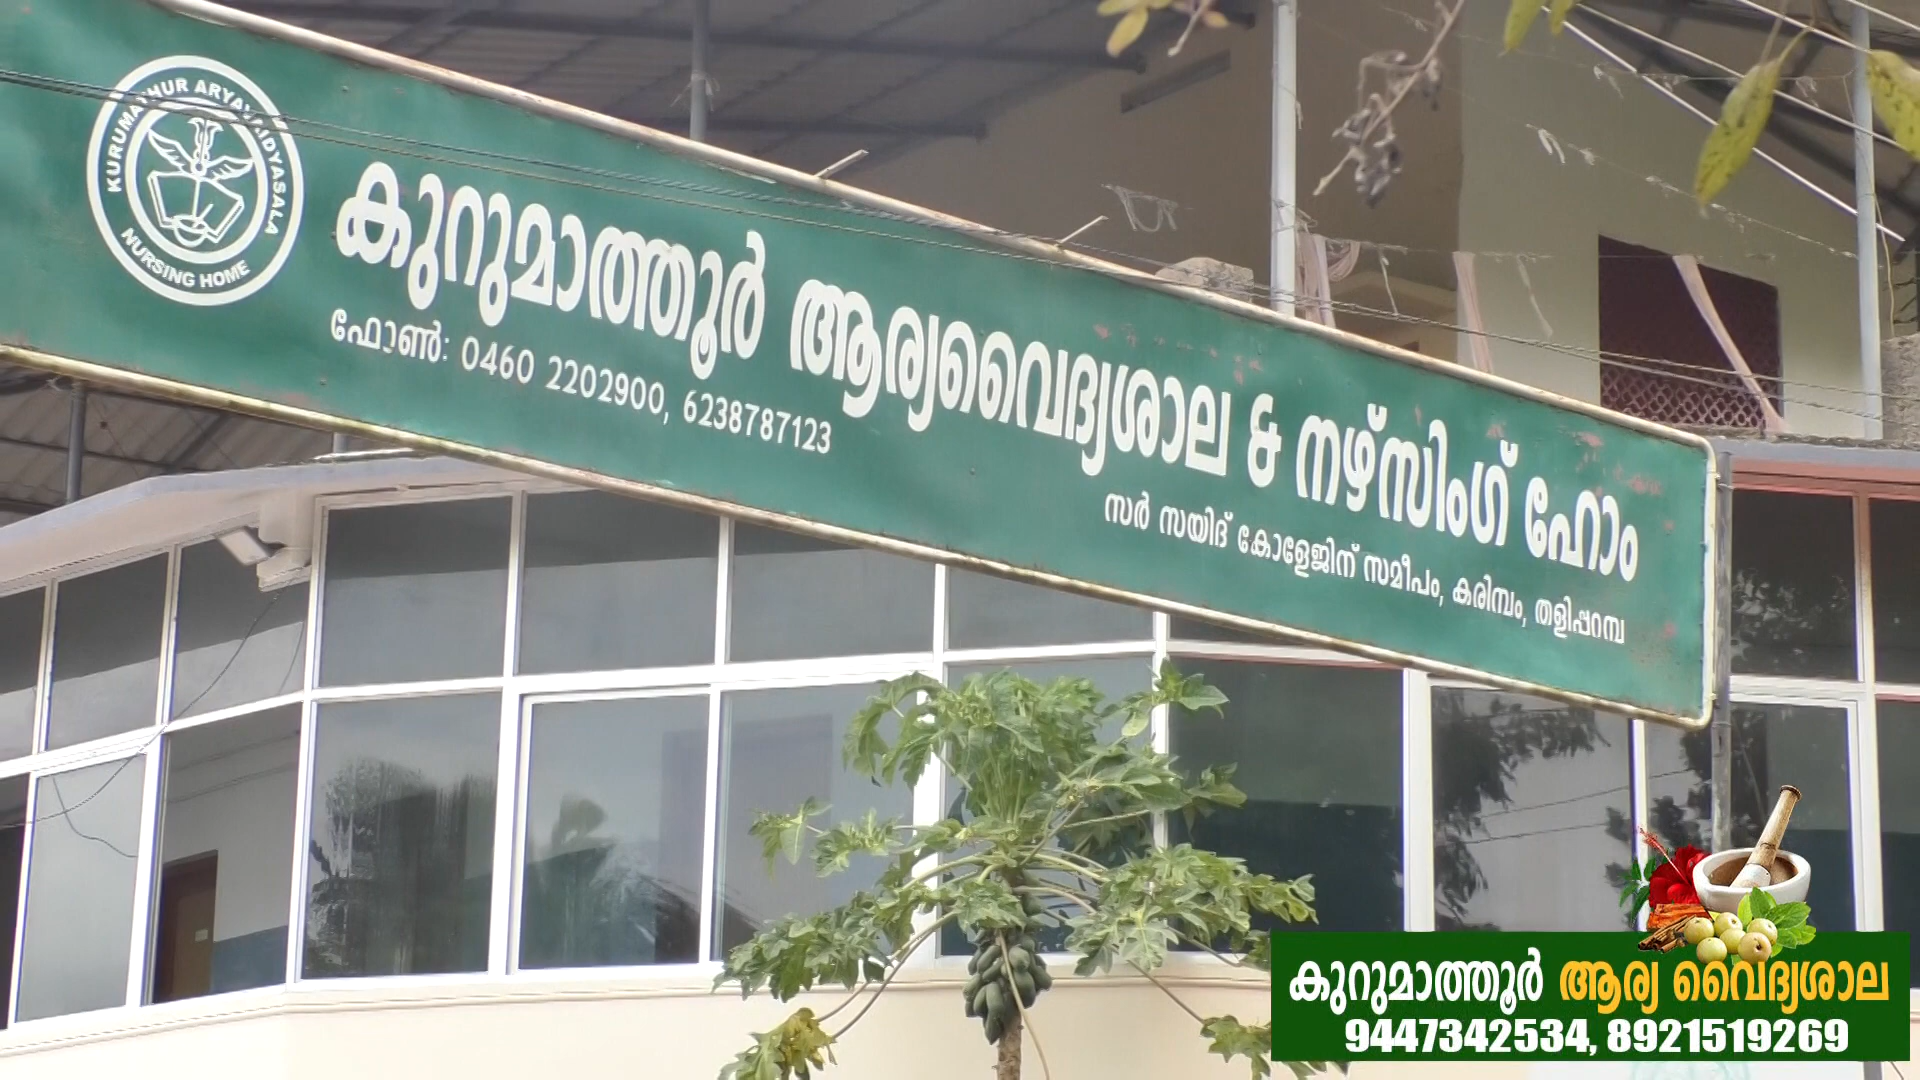 KURUMATHUR ARYAVAIDYASALA
NURSING HOME
കുറുമാത്തൂർ ആര്യവൈദ്യശാല & നഴ്സിംഗ് ഹോം
ഫോൺ: 0460 2202900, 6238787123
സർ സയിദ് കോളേജിന് സമീപം, കരിമ്പം, തളിപ്പറമ്പ
കുറുമാത്തൂർ ആര്യ വൈദ്യശാല
9447342534, 8921519269